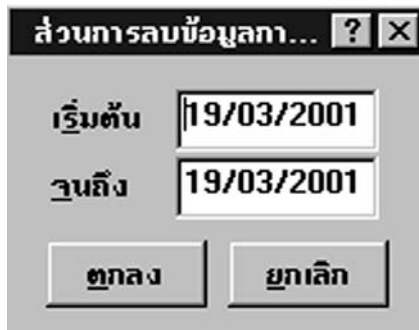 ส่วนการลบข้อมูลกา...
เริ่มต้น 19/03/2001
จนถึง 19/03/2001
ตกลง ยกเลิก